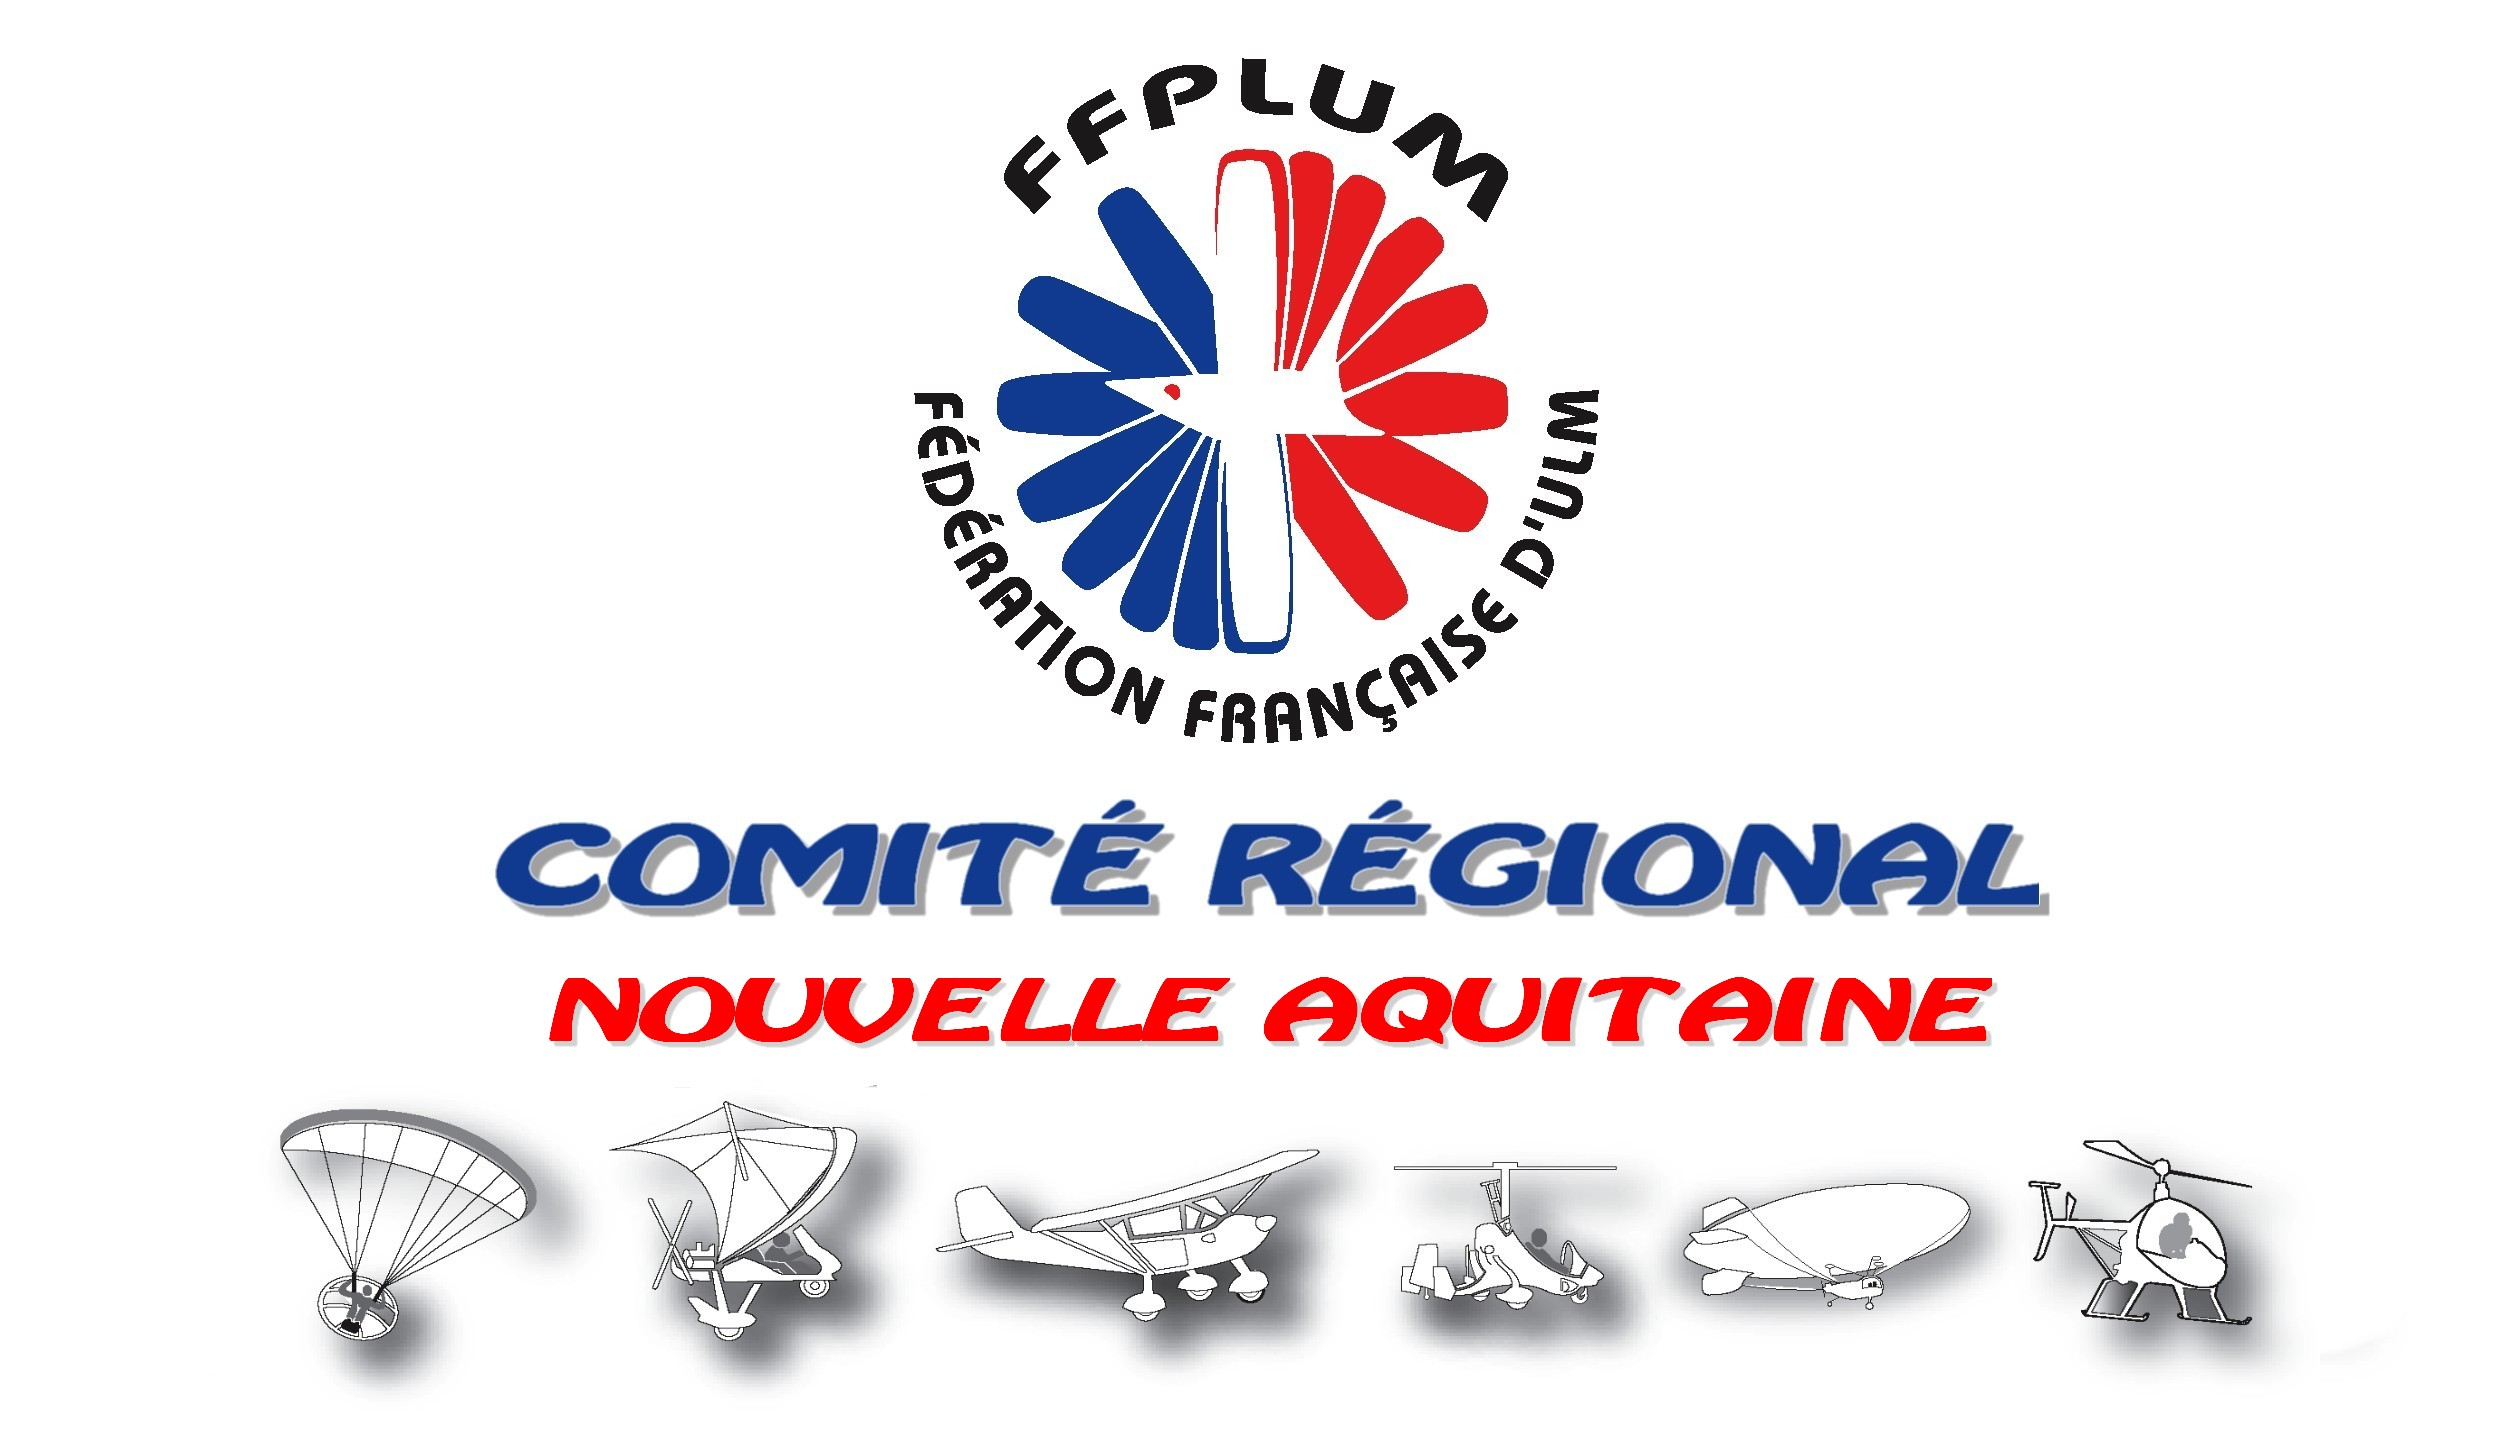 FFPLUM
FÉDÉRATION FRANÇAISE D'ULM
COMITÉ RÉGIONAL
NOUVELLE AQUITAINE